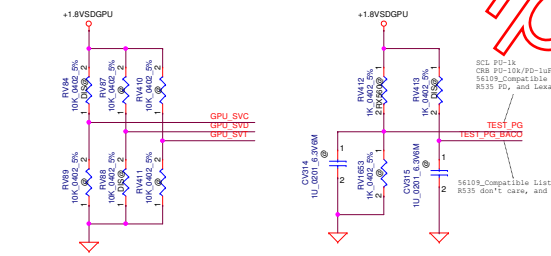 +1.8VSDGPU
+1.8VSDGPU
SCL PU-1k
CRB PU-10k/PD-1uF
56109_Compatible
R535 PD, and Lexa
RV84
10K_0402_5%
DIS@
RV87
10K_0402_5%
@
RV410
10K_0402_5%
@
RV412
1K_0402_5%
RV413
1K_0402_5%
@
GPU_SVC
GPU_SVD
GPU_SVT
TEST_PG
TEST_PG_BACO
RV89
10K_0402_5%
@
RV88
10K_0402_5%
DIS@
RV411
10K_0402_5%
@
CV314
1U_0201_6.3V6M
@
RV1653
1K_0402_5%
@
CV315
1U_0201_6.3V6M
@
56109_Compatible List
R535 don't care, and